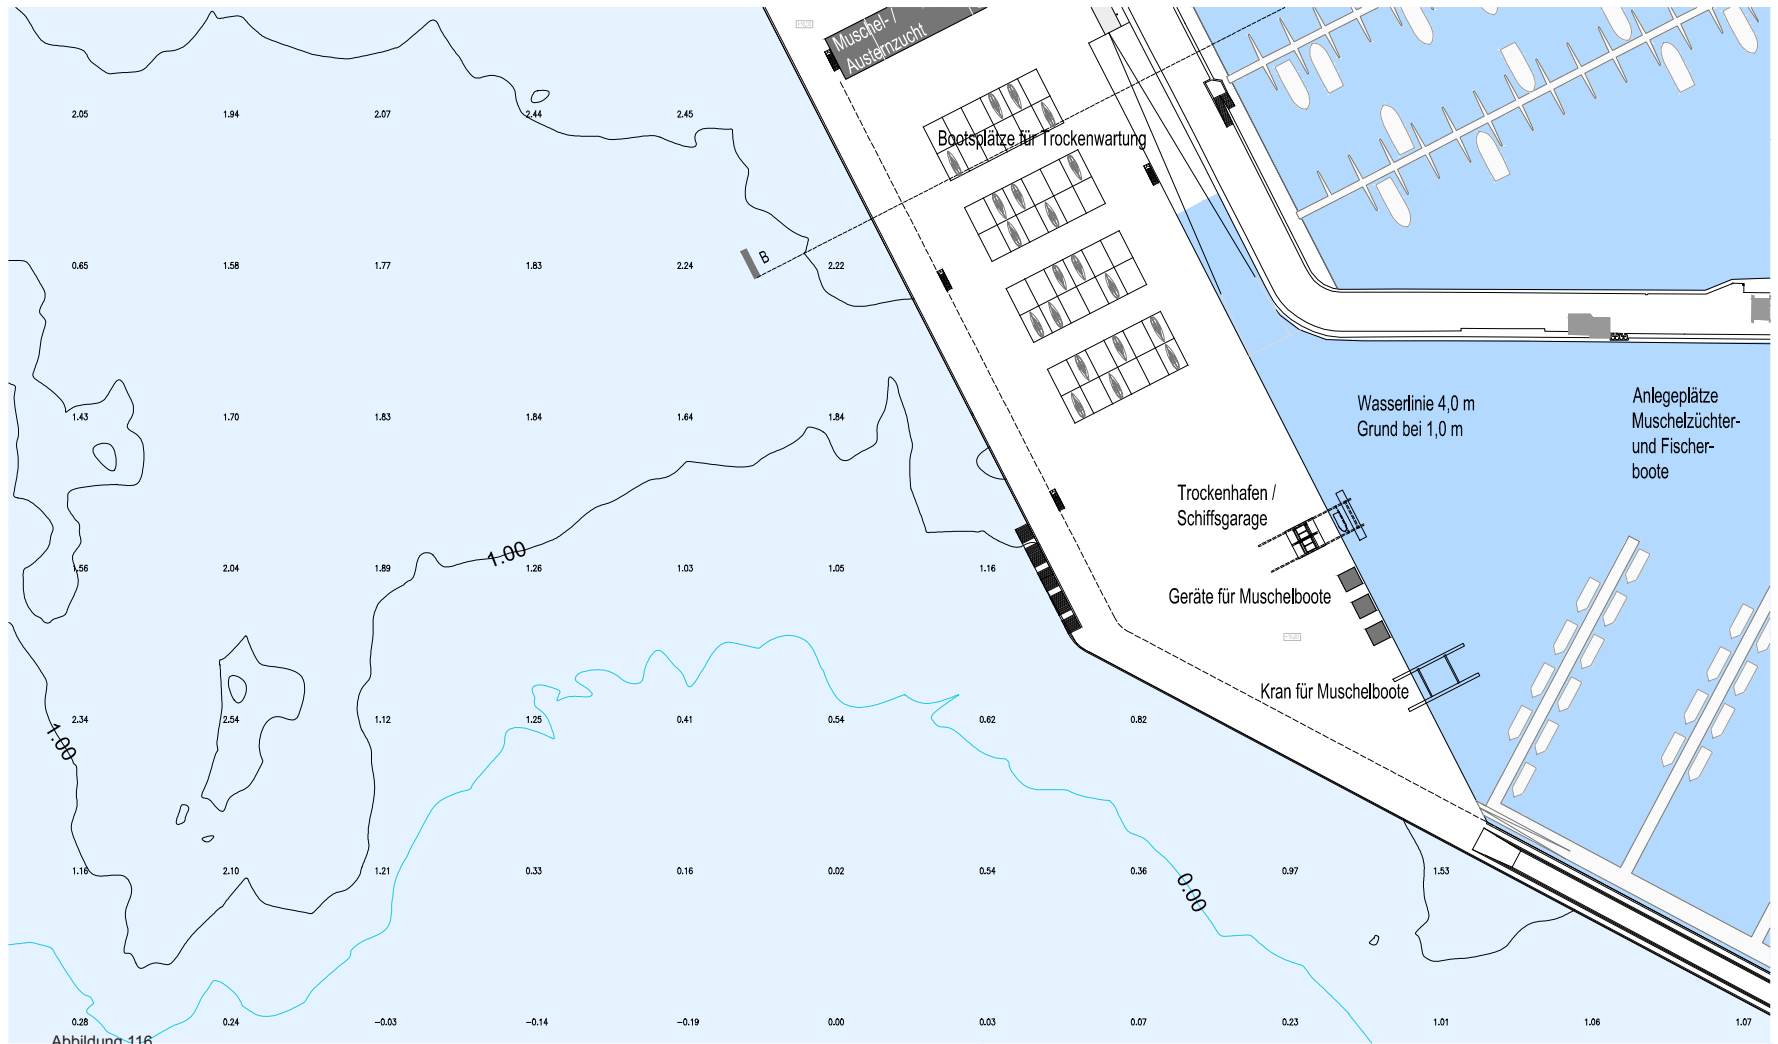 Muschel- /
Austernzucht
2.05 1.94 2.07 2.44 2.45
Bootsplätze für Trockenwartung
B
0.65 1.58 1.77 1.83 2.24 2.22
Wasserlinie 4,0 m
Grund bei 1,0 m
Anlegeplätze
Muschelzüchter-
und Fischer-
boote
1.43 1.70 1.83 1.84 1.64 1.84
Trockenhafen /
Schiffsgarage
1.00
1.56 2.04 1.89 1.26 1.03 1.05 1.16
Geräte für Muschelboote
Kran für Muschelboote
2.34 2.54 1.12 1.25 0.41 0.54 0.62 0.82
1.00
1.16 2.10 1.21 0.33 0.16 0.02 0.54 0.36 0.97 1.53
0.00
0.28 0.24 -0.03 -0.14 -0.19 0.00 0.03 0.07 0.23 1.01 1.06 1.07
Abbildung 116